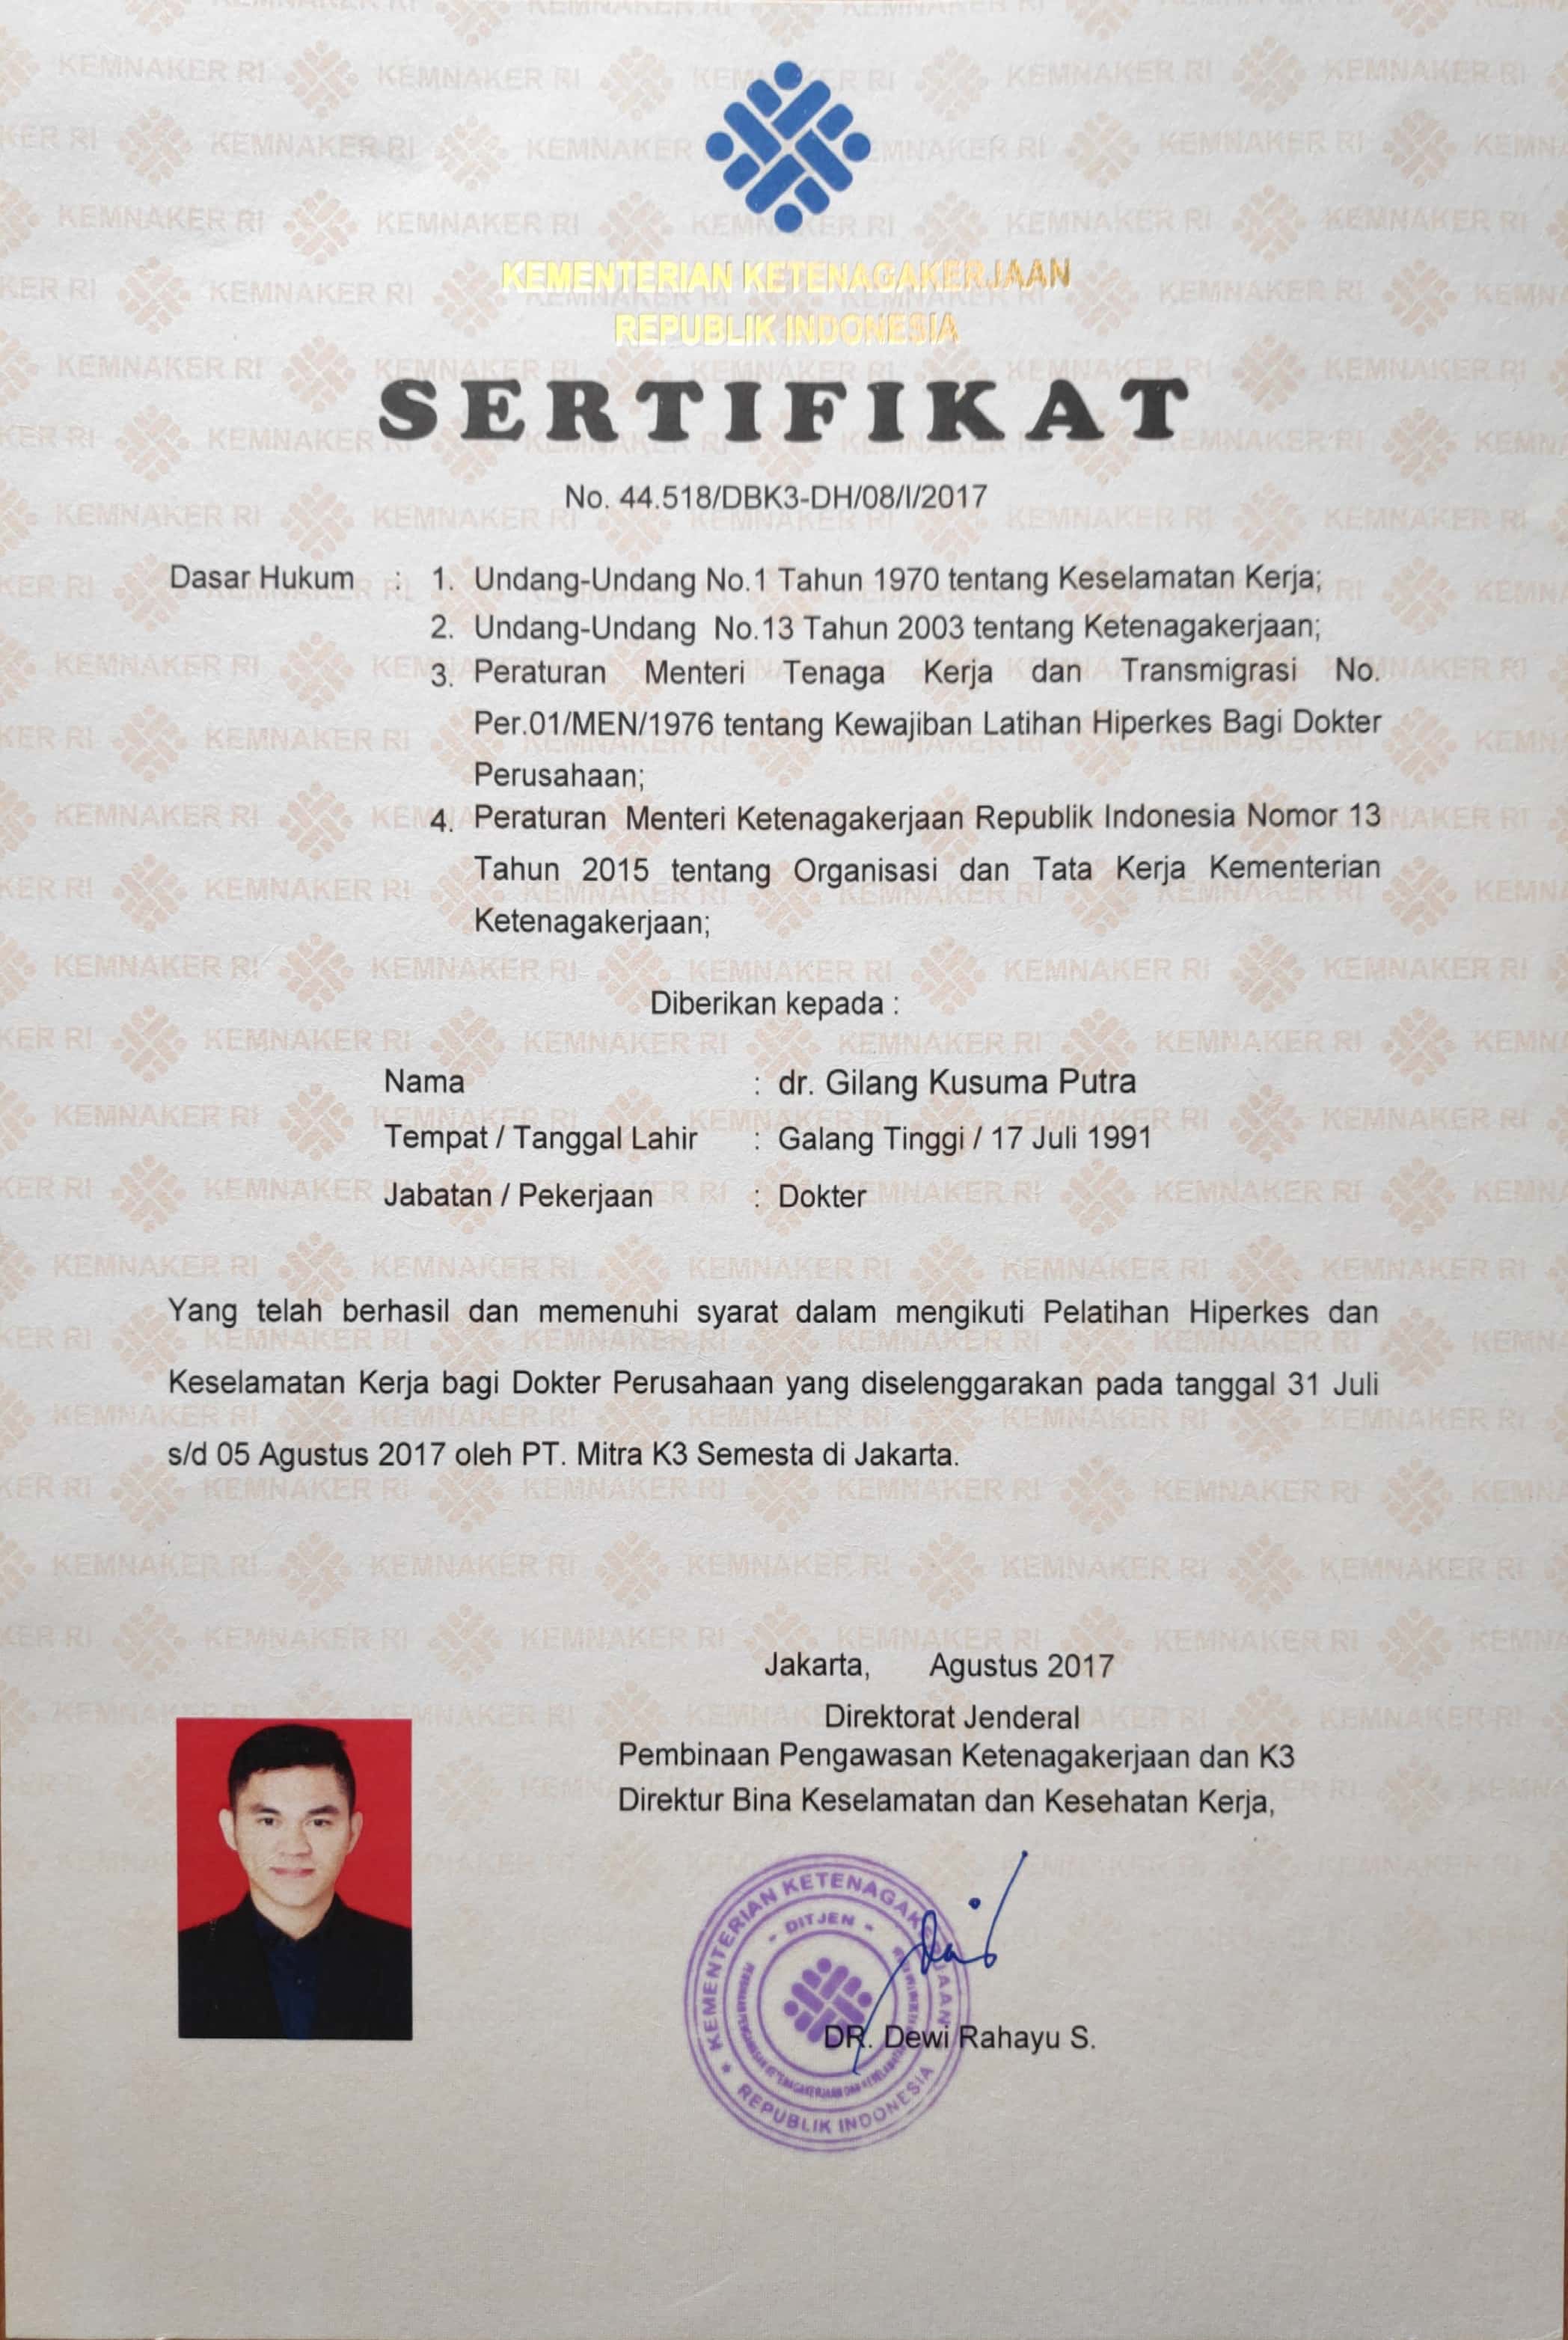 KEMENTERIAN KETENAGAKERJAAN
REPUBLIK INDONESIA
SERTIFIKAT
No. 44.518/DBK3-DH/08/I/2017
Dasar Hukum : 1. Undang-Undang No.1 Tahun 1970 tentang Keselamatan Kerja;
2. Undang-Undang No.13 Tahun 2003 tentang Ketenagakerjaan;
3. Peraturan Menteri Tenaga Kerja dan Transmigrasi No.
Per.01/MEN/1976 tentang Kewajiban Latihan Hiperkes Bagi Dokter
Perusahaan;
4. Peraturan Menteri Ketenagakerjaan Republik Indonesia Nomor 13
Tahun 2015 tentang Organisasi dan Tata Kerja Kementerian
Ketenagakerjaan;
Diberikan kepada :
Nama : dr. Gilang Kusuma Putra
Tempat / Tanggal Lahir : Galang Tinggi / 17 Juli 1991
Jabatan / Pekerjaan : Dokter
Yang telah berhasil dan memenuhi syarat dalam mengikuti Pelatihan Hiperkes dan
Keselamatan Kerja bagi Dokter Perusahaan yang diselenggarakan pada tanggal 31 Juli
s/d 05 Agustus 2017 oleh PT. Mitra K3 Semesta di Jakarta.
Jakarta, Agustus 2017
Direktorat Jenderal
Pembinaan Pengawasan Ketenagakerjaan dan K3
Direktur Bina Keselamatan dan Kesehatan Kerja,
KEMENTERIAN KETENAGAKERJAAN
- DITJEN -
REPUBLIK INDONESIA
DR. Dewi Rahayu S.
KEMNAKER RI